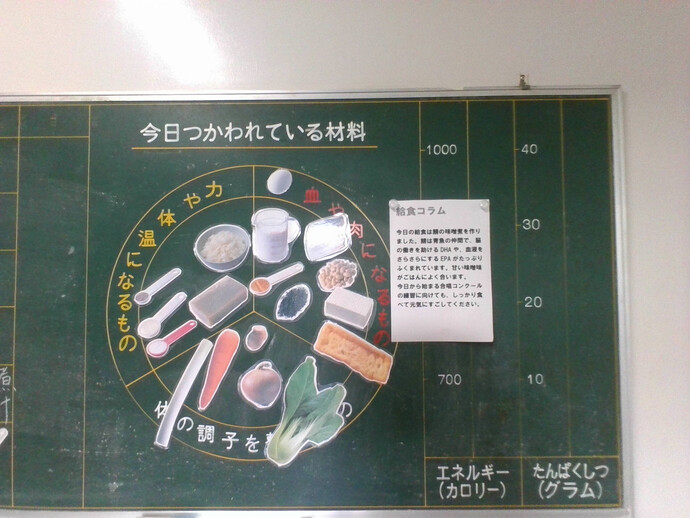 今日つかわれている材料
体や力
温になるもの
血や肉になるもの
体の調子を
の
給食コラム
今日の給食は鯖の味噌煮を作り
ました。鯖は青魚の仲間で、脳
の働きを助けるDHAや、血液を
さらさらにするEPAがたっぷり
ふくまれています。甘い味噌味
がごはんによく合います。
今日から始まる合唱コンクール
の練習に向けても、しっかり食
べて元気にすごしてください。
1000
40
30
20
700
10
エネルギー
(カロリー)
たんぱくしつ
(グラム)
煮
汁